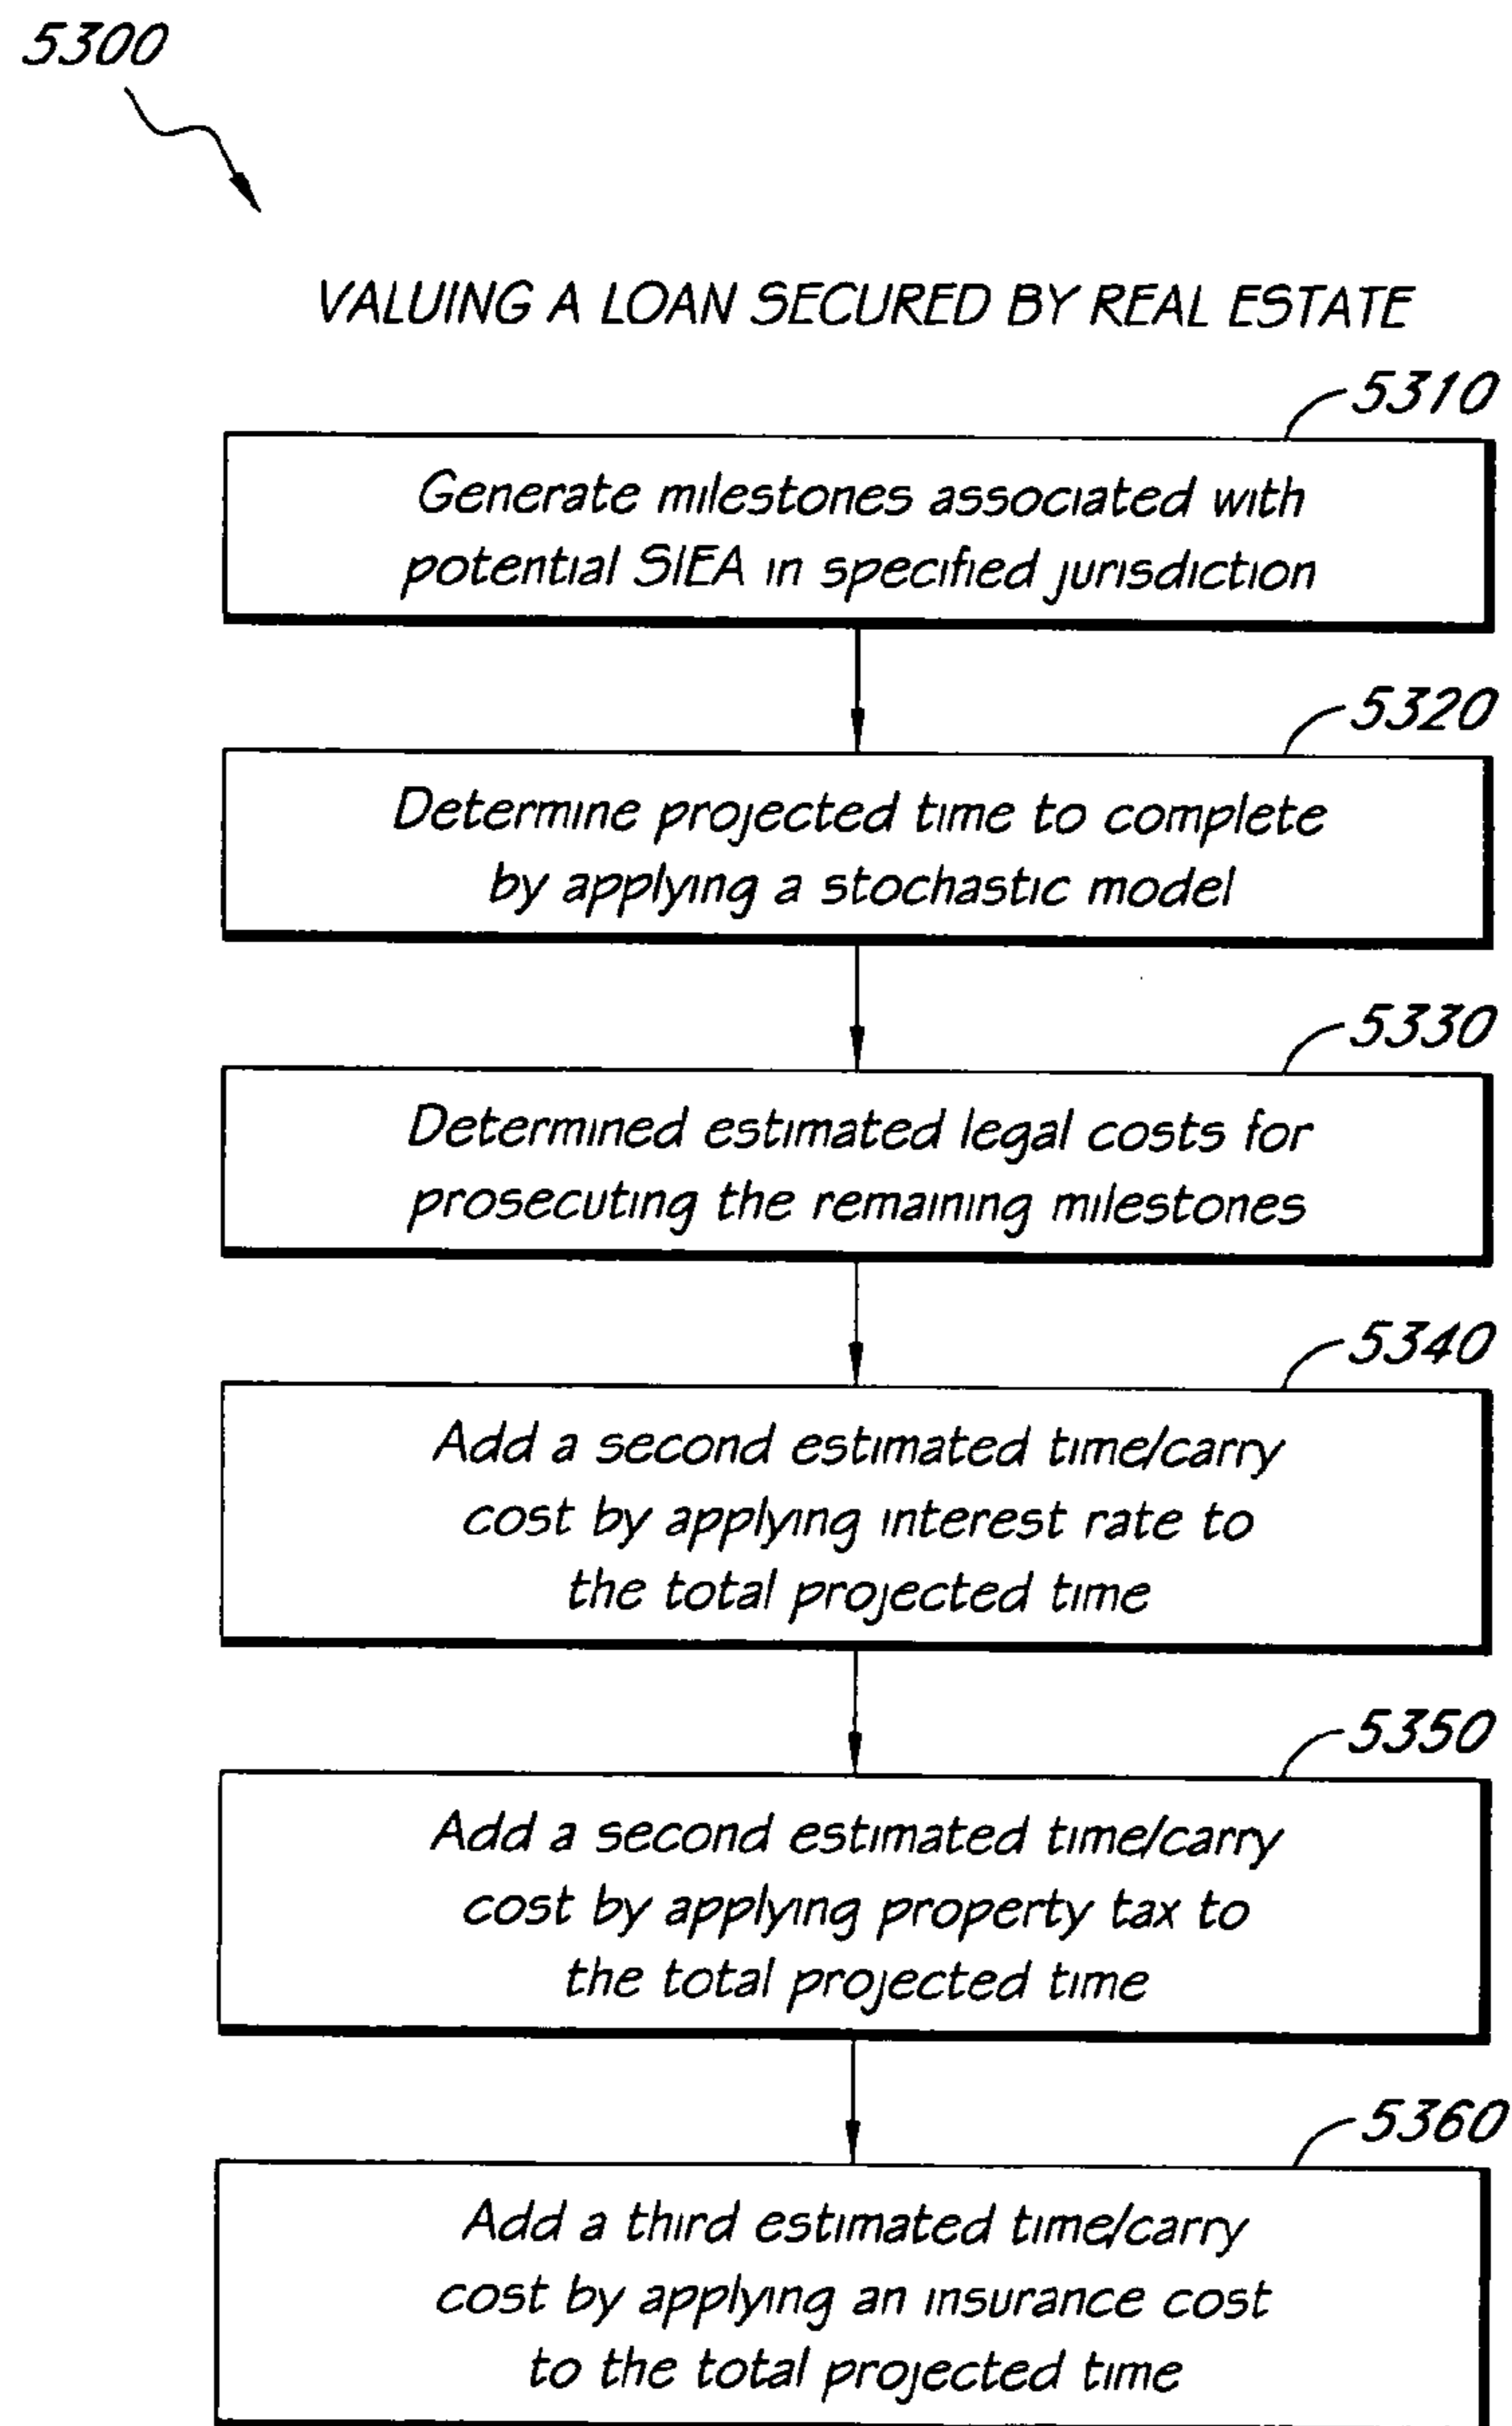 5300
VALUING A LOAN SECURED BY REAL ESTATE
5310
Generate milestones associated with
potential SIEA in specified jurisdiction
5320
Determine projected time to complete
by applying a stochastic model
5330
Determined estimated legal costs for
prosecuting the remaining milestones
5340
Add a second estimated time/carry
cost by applying interest rate to
the total projected time
5350
Add a second estimated time/carry
cost by applying property tax to
the total projected time
5360
Add a third estimated time/carry
cost by applying an insurance cost
to the total projected time